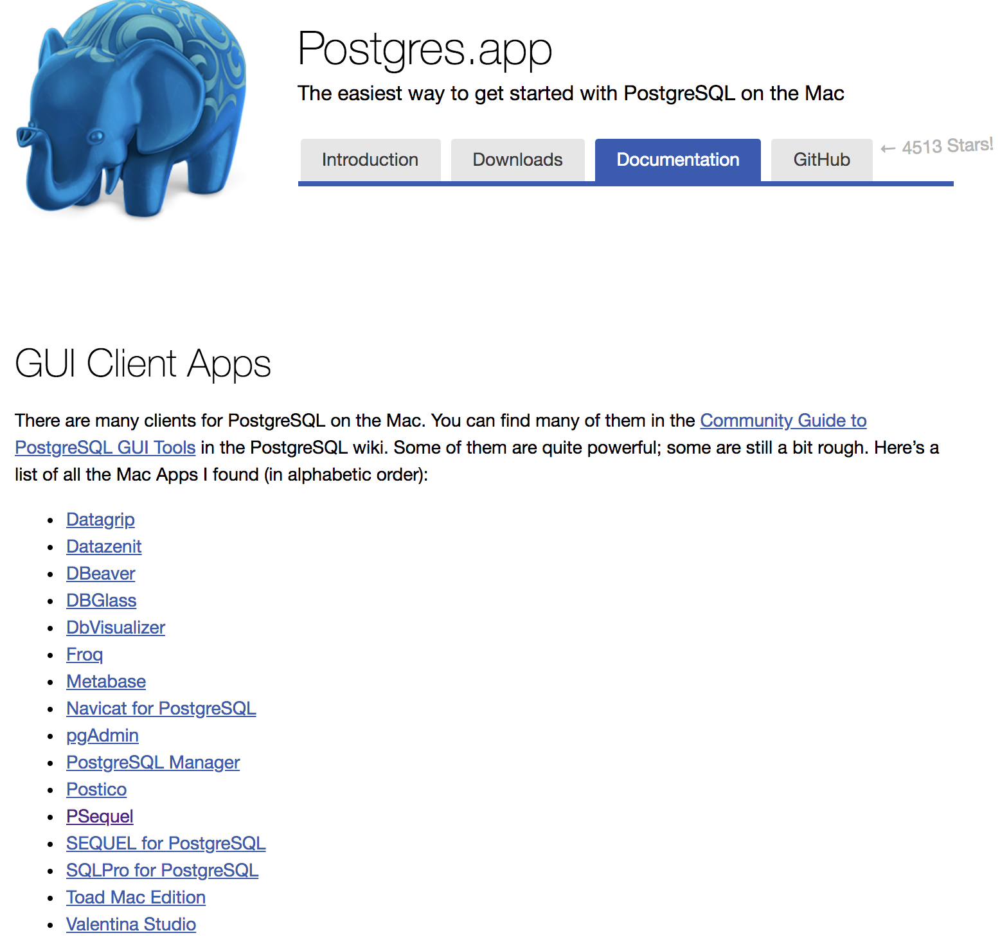 Postgres.app
The easiest way to get started with PostgreSQL on the Mac
Introduction Downloads Documentation GitHub ← 4513 Stars!
GUI Client Apps
There are many clients for PostgreSQL on the Mac. You can find many of them in the Community Guide to
PostgreSQL GUI Tools in the PostgreSQL wiki. Some of them are quite powerful; some are still a bit rough. Here’s a
list of all the Mac Apps I found (in alphabetic order):
• Datagrip
• Datazenit
• DBeaver
• DBGlass
• DbVisualizer
• Froq
• Metabase
• Navicat for PostgreSQL
• pgAdmin
• PostgreSQL Manager
• Postico
• PSequel
• SEQUEL for PostgreSQL
• SQLPro for PostgreSQL
• Toad Mac Edition
• Valentina Studio